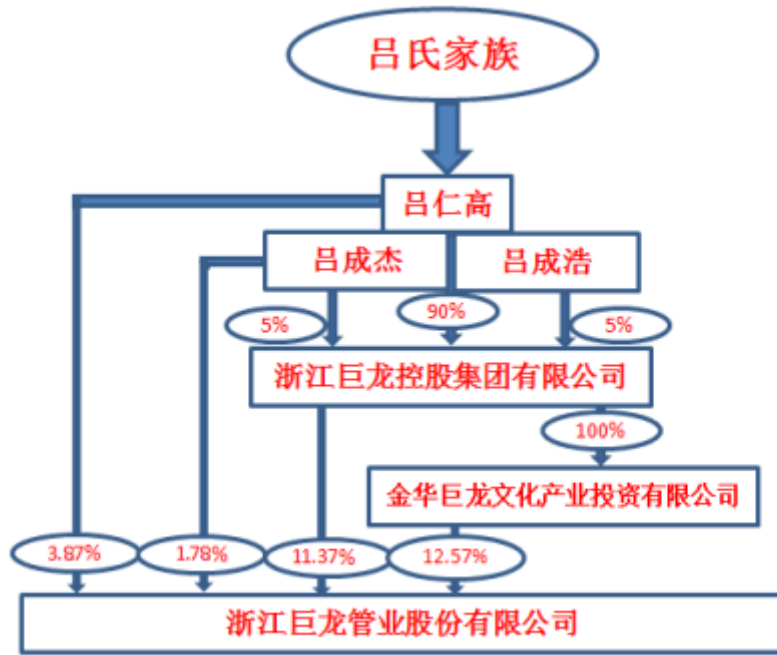 吕氏家族
吕仁高
吕成杰
吕成浩
5%
90%
5%
浙江巨龙控股集团有限公司
100%
金华巨龙文化产业投资有限公司
3.87%
1.78%
11.37%
12.57%
浙江巨龙管业股份有限公司